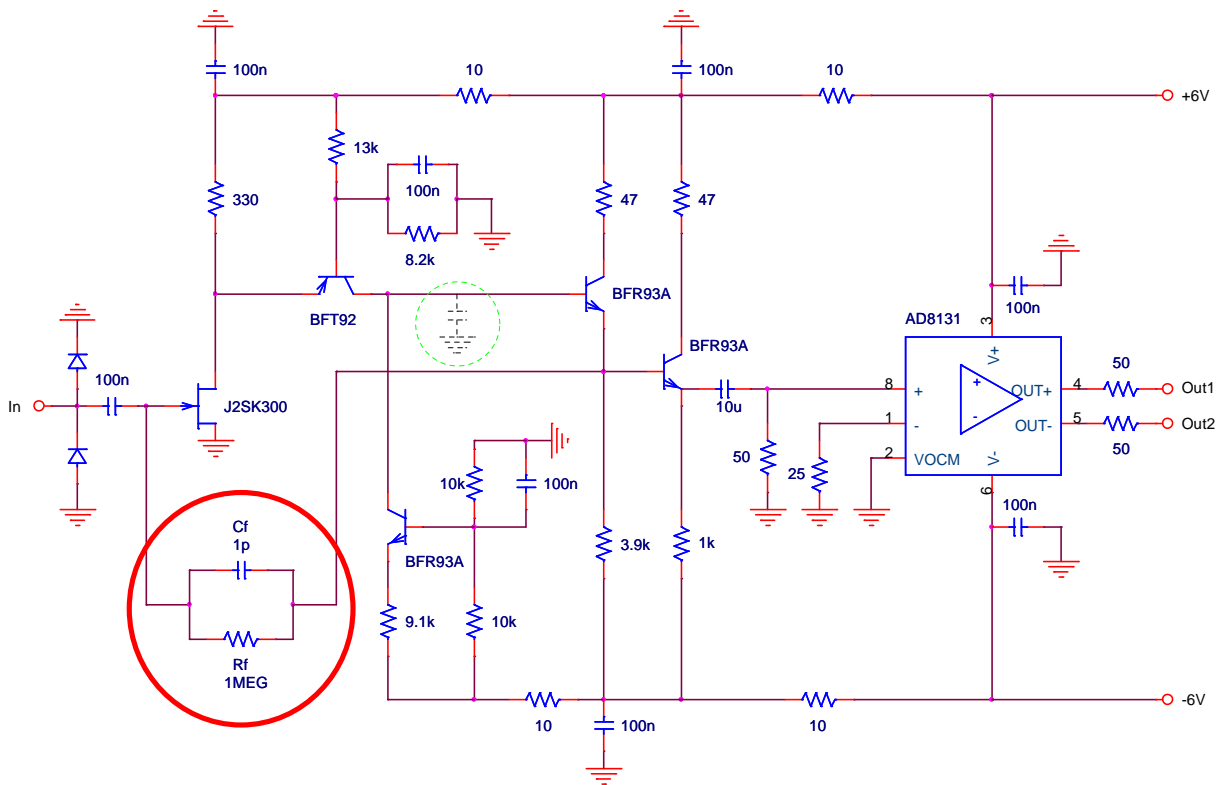 100n
10
100n
10
+6V
13k
100n
330
47
47
8.2k
BFR93A
BFT92
100n
AD8131
3
V+
BFR93A
100n
In
J2SK300
10u
8
+
+
OUT+
4
50
Out1
1
-
-
OUT-
5
Out2
50
2
VOCM
V-
6
50
25
10k
100n
100n
Cf
1p
BFR93A
3.9k
1k
9.1k
10k
Rf
1MEG
-6V
10
100n
10